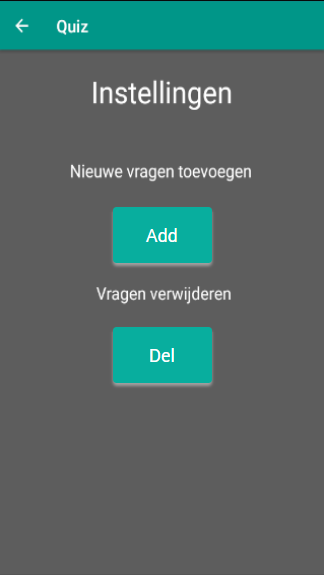 Quiz
Instellingen
Nieuwe vragen toevoegen
Add
Vragen verwijderen
Del